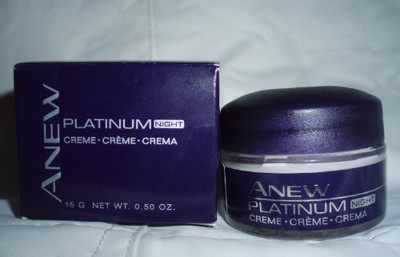 ANEW
PLATINUM NIGHT
CREME • CRÈME • CREMA
15 G NET WT. 0.50 OZ.
ANEW
PLATINUM NIGHT
CREME • CRÈME • CREMA